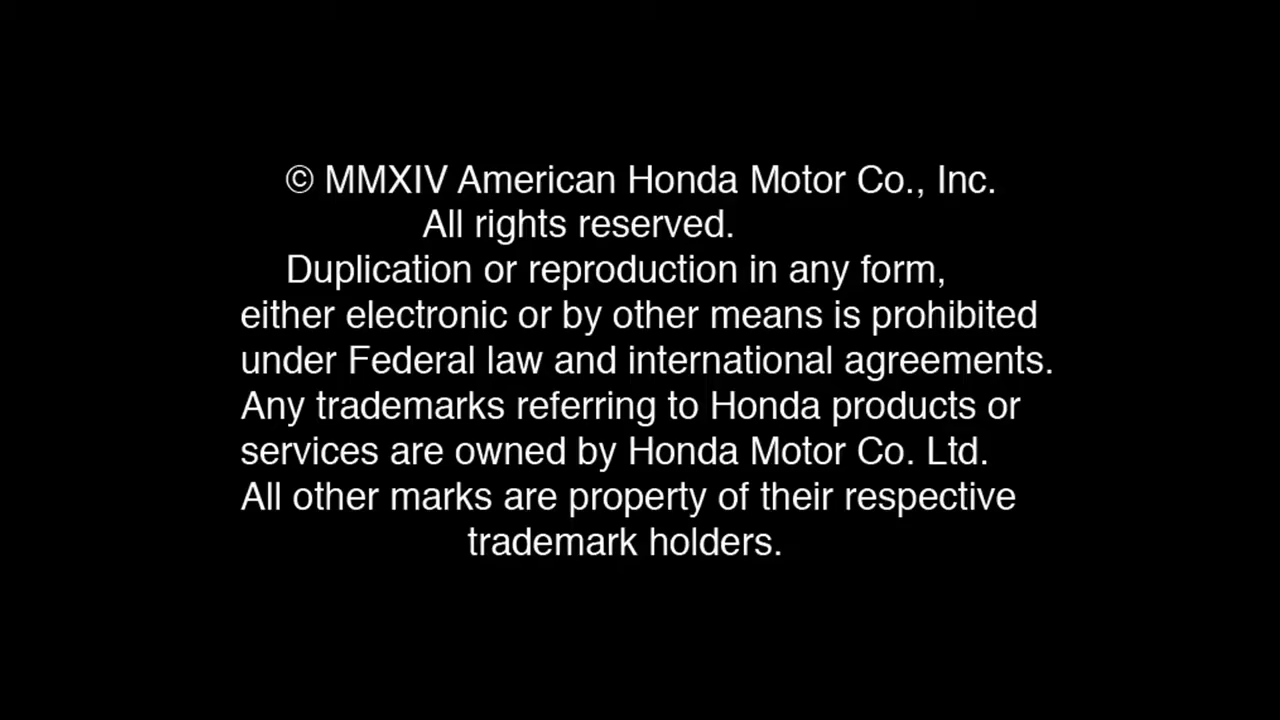 © MMXIV American Honda Motor Co., Inc.
All rights reserved.
Duplication or reproduction in any form,
either electronic or by other means is prohibited
under Federal law and international agreements.
Any trademarks referring to Honda products or
services are owned by Honda Motor Co. Ltd.
All other marks are property of their respective
trademark holders.